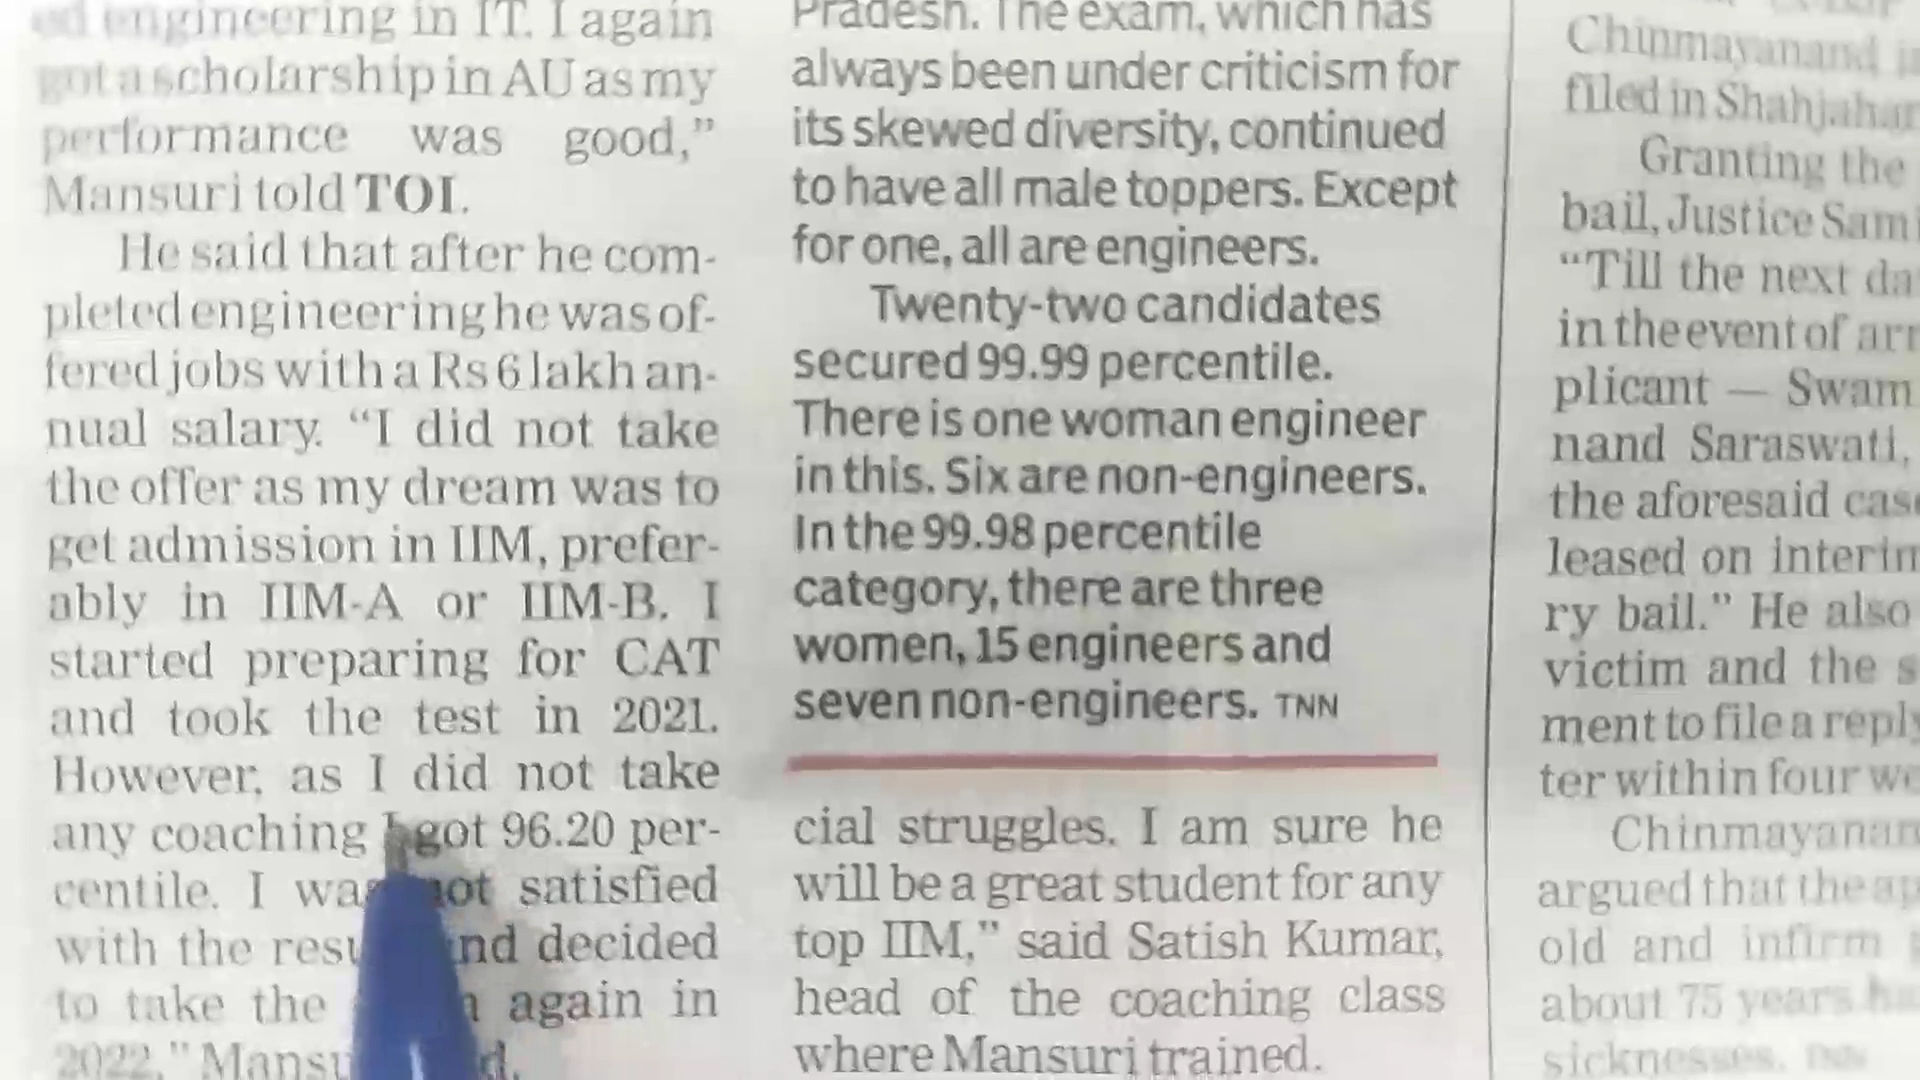 ed engineering in IT. I again
got a scholarship in AU as my
performance was good,”
Mansuri told TOI.
He said that after he com-
pleted engineering he was of-
fered jobs with a Rs 6 lakh an-
nual salary. “I did not take
the offer as my dream was to
get admission in IIM, prefer-
ably in IIM-A or IIM-B. I
started preparing for CAT
and took the test in 2021.
However, as I did not take
any coaching I got 96.20 per-
centile. I was not satisfied
with the resu nd decided
to take the again in
2022,” Mansu d.
Pradesh. The exam, which has
always been under criticism for
its skewed diversity, continued
to have all male toppers. Except
for one, all are engineers.
Twenty-two candidates
secured 99.99 percentile.
There is one woman engineer
in this. Six are non-engineers.
In the 99.98 percentile
category, there are three
women, 15 engineers and
seven non-engineers. TNN
cial struggles. I am sure he
will be a great student for any
top IIM,” said Satish Kumar,
head of the coaching class
where Mansuri trained.
Chinmayanand i
filed in Shahjahan
Granting the
bail, Justice Sami
“Till the next da
in the event of arr
plicant — Swam
nand Saraswati,
the aforesaid case
leased on interim
ry bail.” He also
victim and the s
ment to file a reply
ter within four we
Chinmayanan
argued that the ap
old and infirm
about 75 years
sicknesses. TNN